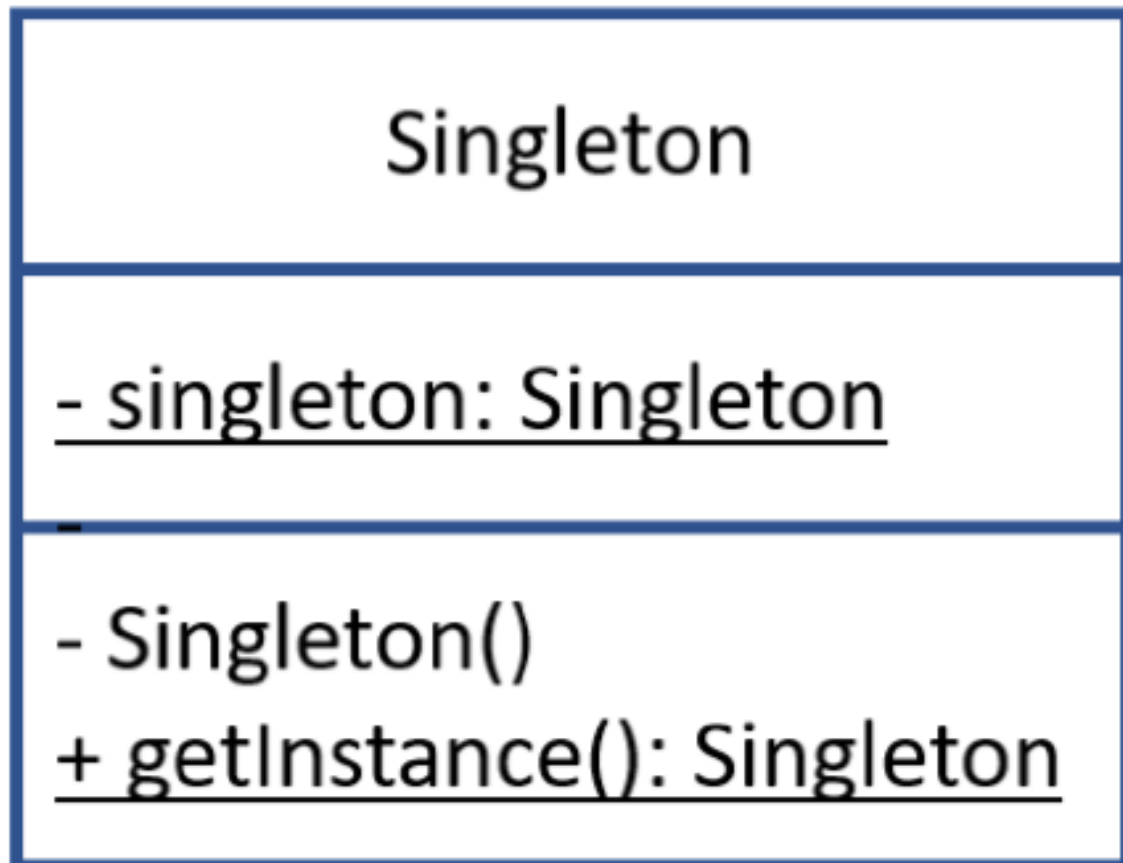 Singleton
- singleton: Singleton
-
- Singleton()
+ getInstance(): Singleton